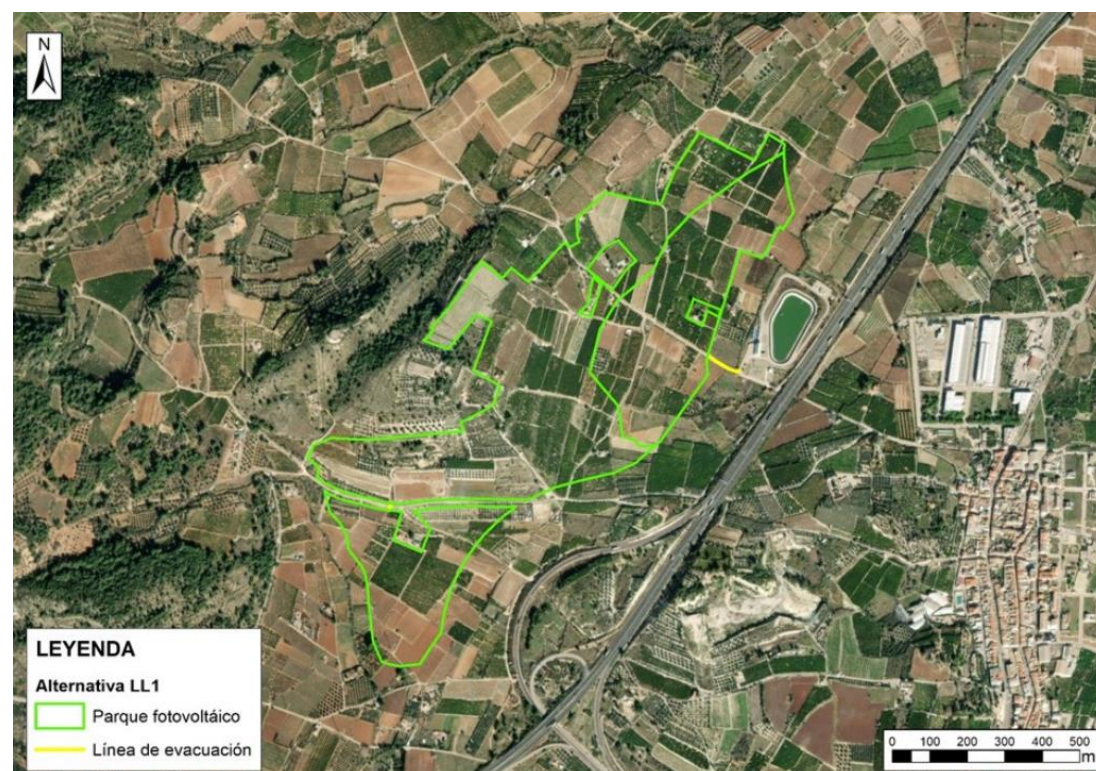 N
LEYENDA
Alternativa LL1
Parque fotovoltáico
Línea de evacuación
0 100 200 300 400 500
m